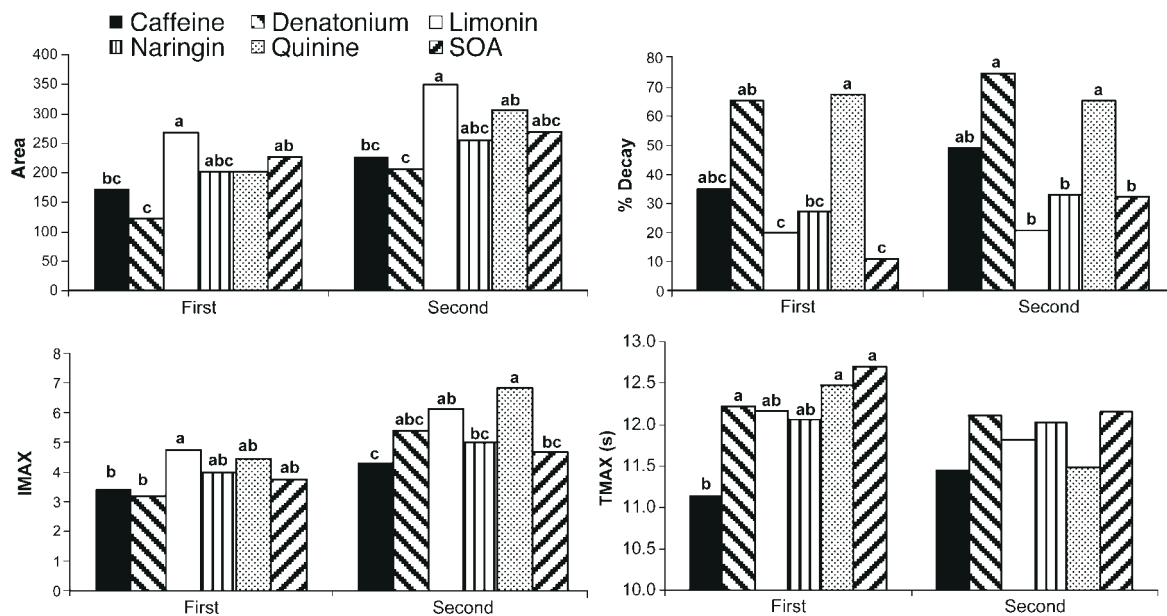 Caffeine Denatonium Limonin
Naringin Quinine SOA
Area
400
350
300
250
200
150
100
50
0
bc c a abc ab
bc c a abc ab abc
First Second
% Decay
80
70
60
50
40
30
20
10
0
abc ab c bc a c
ab a b b a b
First Second
IMAX
8
7
6
5
4
3
2
1
0
b b a ab ab ab
c abc ab bc a bc
First Second
TMAX (s)
13.0
12.5
12.0
11.5
11.0
10.5
10.0
b a ab ab a a
First Second